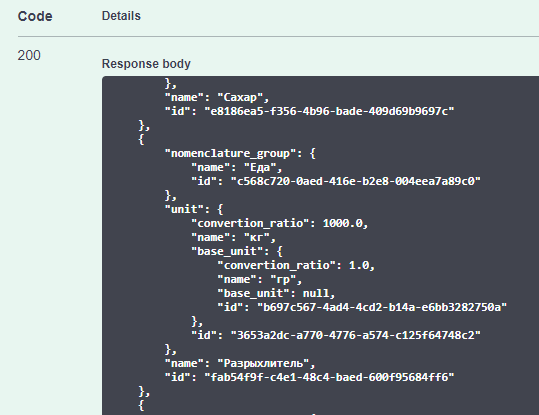 Code Details
200
Response body
},
"name": "Сахар",
"id": "e8186ea5-f356-4b96-bade-409d69b9697c"
},
{
"nomenclature_group": {
"name": "Еда",
"id": "c568c720-0aed-416e-b2e8-004eea7a89c0"
},
"unit": {
"convertion_ratio": 1000.0,
"name": "кг",
"base_unit": {
"convertion_ratio": 1.0,
"name": "гр",
"base_unit": null,
"id": "b697c567-4ad4-4cd2-b14a-e6bb3282750a"
},
"id": "3653a2dc-a770-4776-a574-c125f64748c2"
},
"name": "Разрыхлитель",
"id": "fab54f9f-c4e1-48c4-baed-600f95684ff6"
},
{